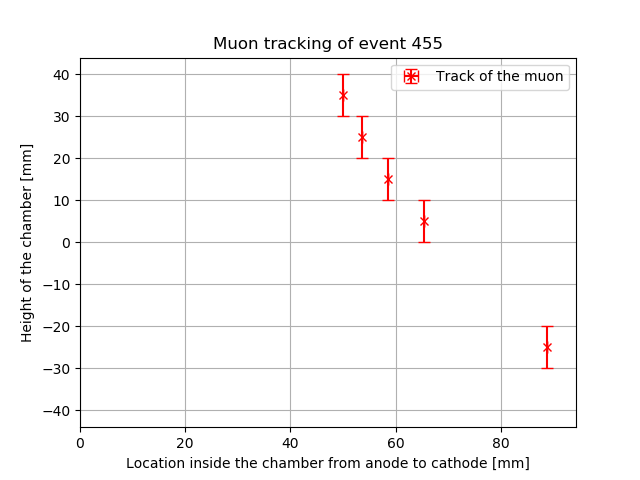 Muon tracking of event 455
Track of the muon
Height of the chamber [mm]
40
30
20
10
0
−10
−20
−30
−40
0 20 40 60 80
Location inside the chamber from anode to cathode [mm]